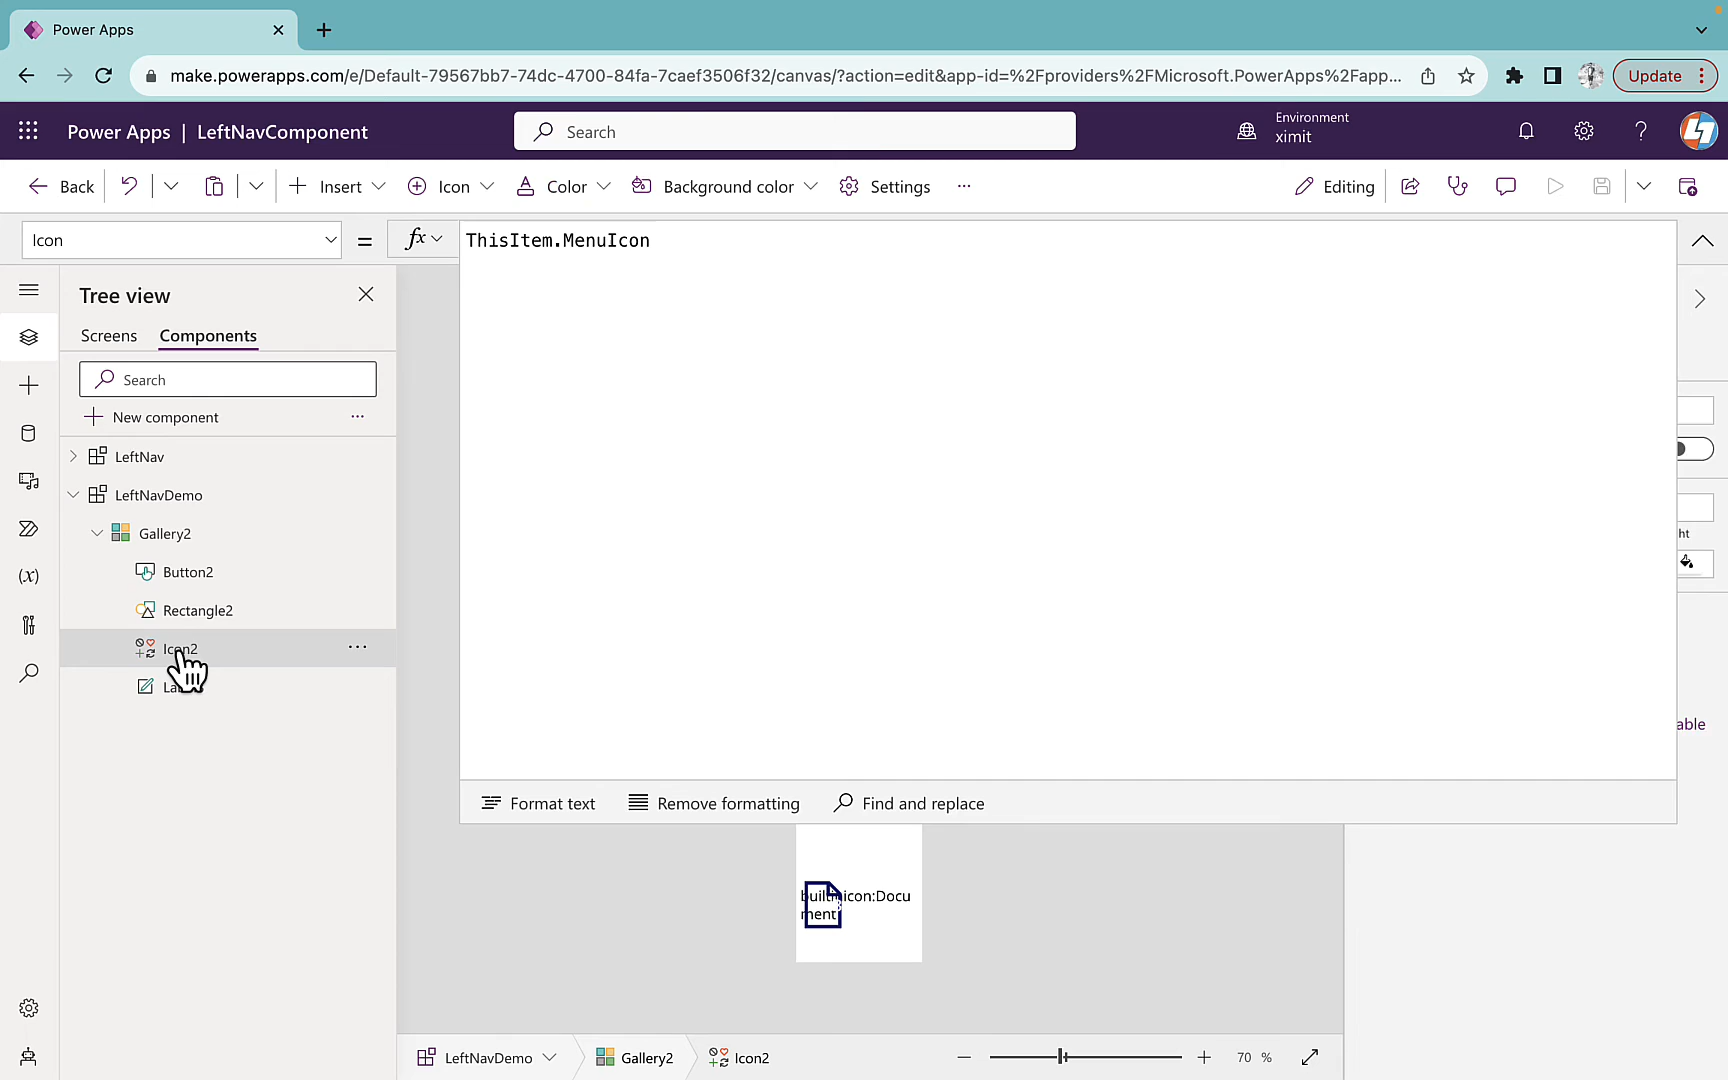 Power Apps
make.powerapps.com/e/Default-79567bb7-74dc-4700-84fa-7caef3506f32/canvas/?action=edit&app-id=%2Fproviders%2FMicrosoft.PowerApps%2Fapp...
Update
Power Apps | LeftNavComponent
Search
Environment
ximit
Back
Insert
Icon
Color
Background color
Settings
Editing
Icon
=
fx
ThisItem.MenuIcon
Tree view
Screens
Components
Search
New component
LeftNav
LeftNavDemo
Gallery2
Button2
Rectangle2
Icon2
ht
able
Format text
Remove formatting
Find and replace
ment
LeftNavDemo
Gallery2
Icon2
70 %